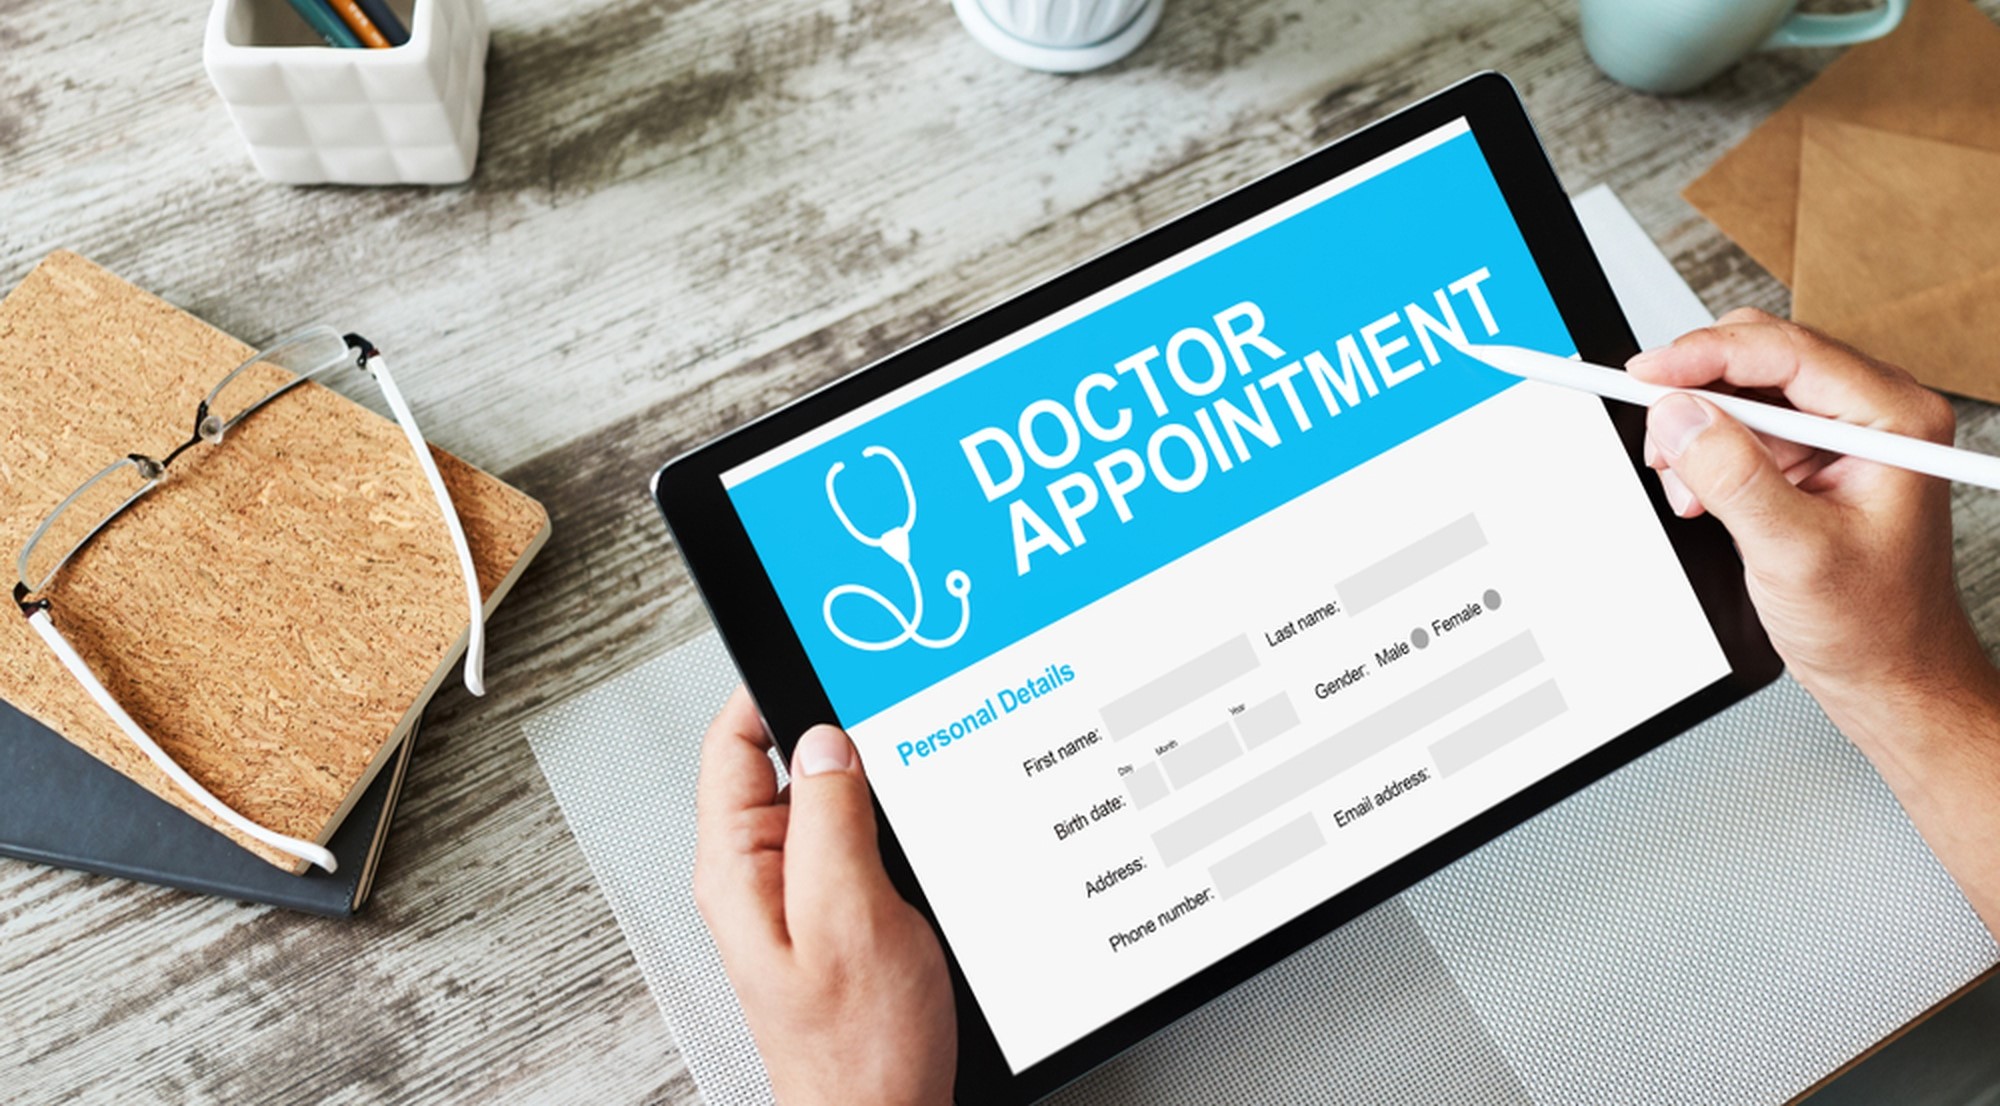 DOCTOR
APPOINTMENT
Personal Details
First name: Last name:
Day Month Year
Birth date: Gender: Male Female
Address:
Phone number: Email address: